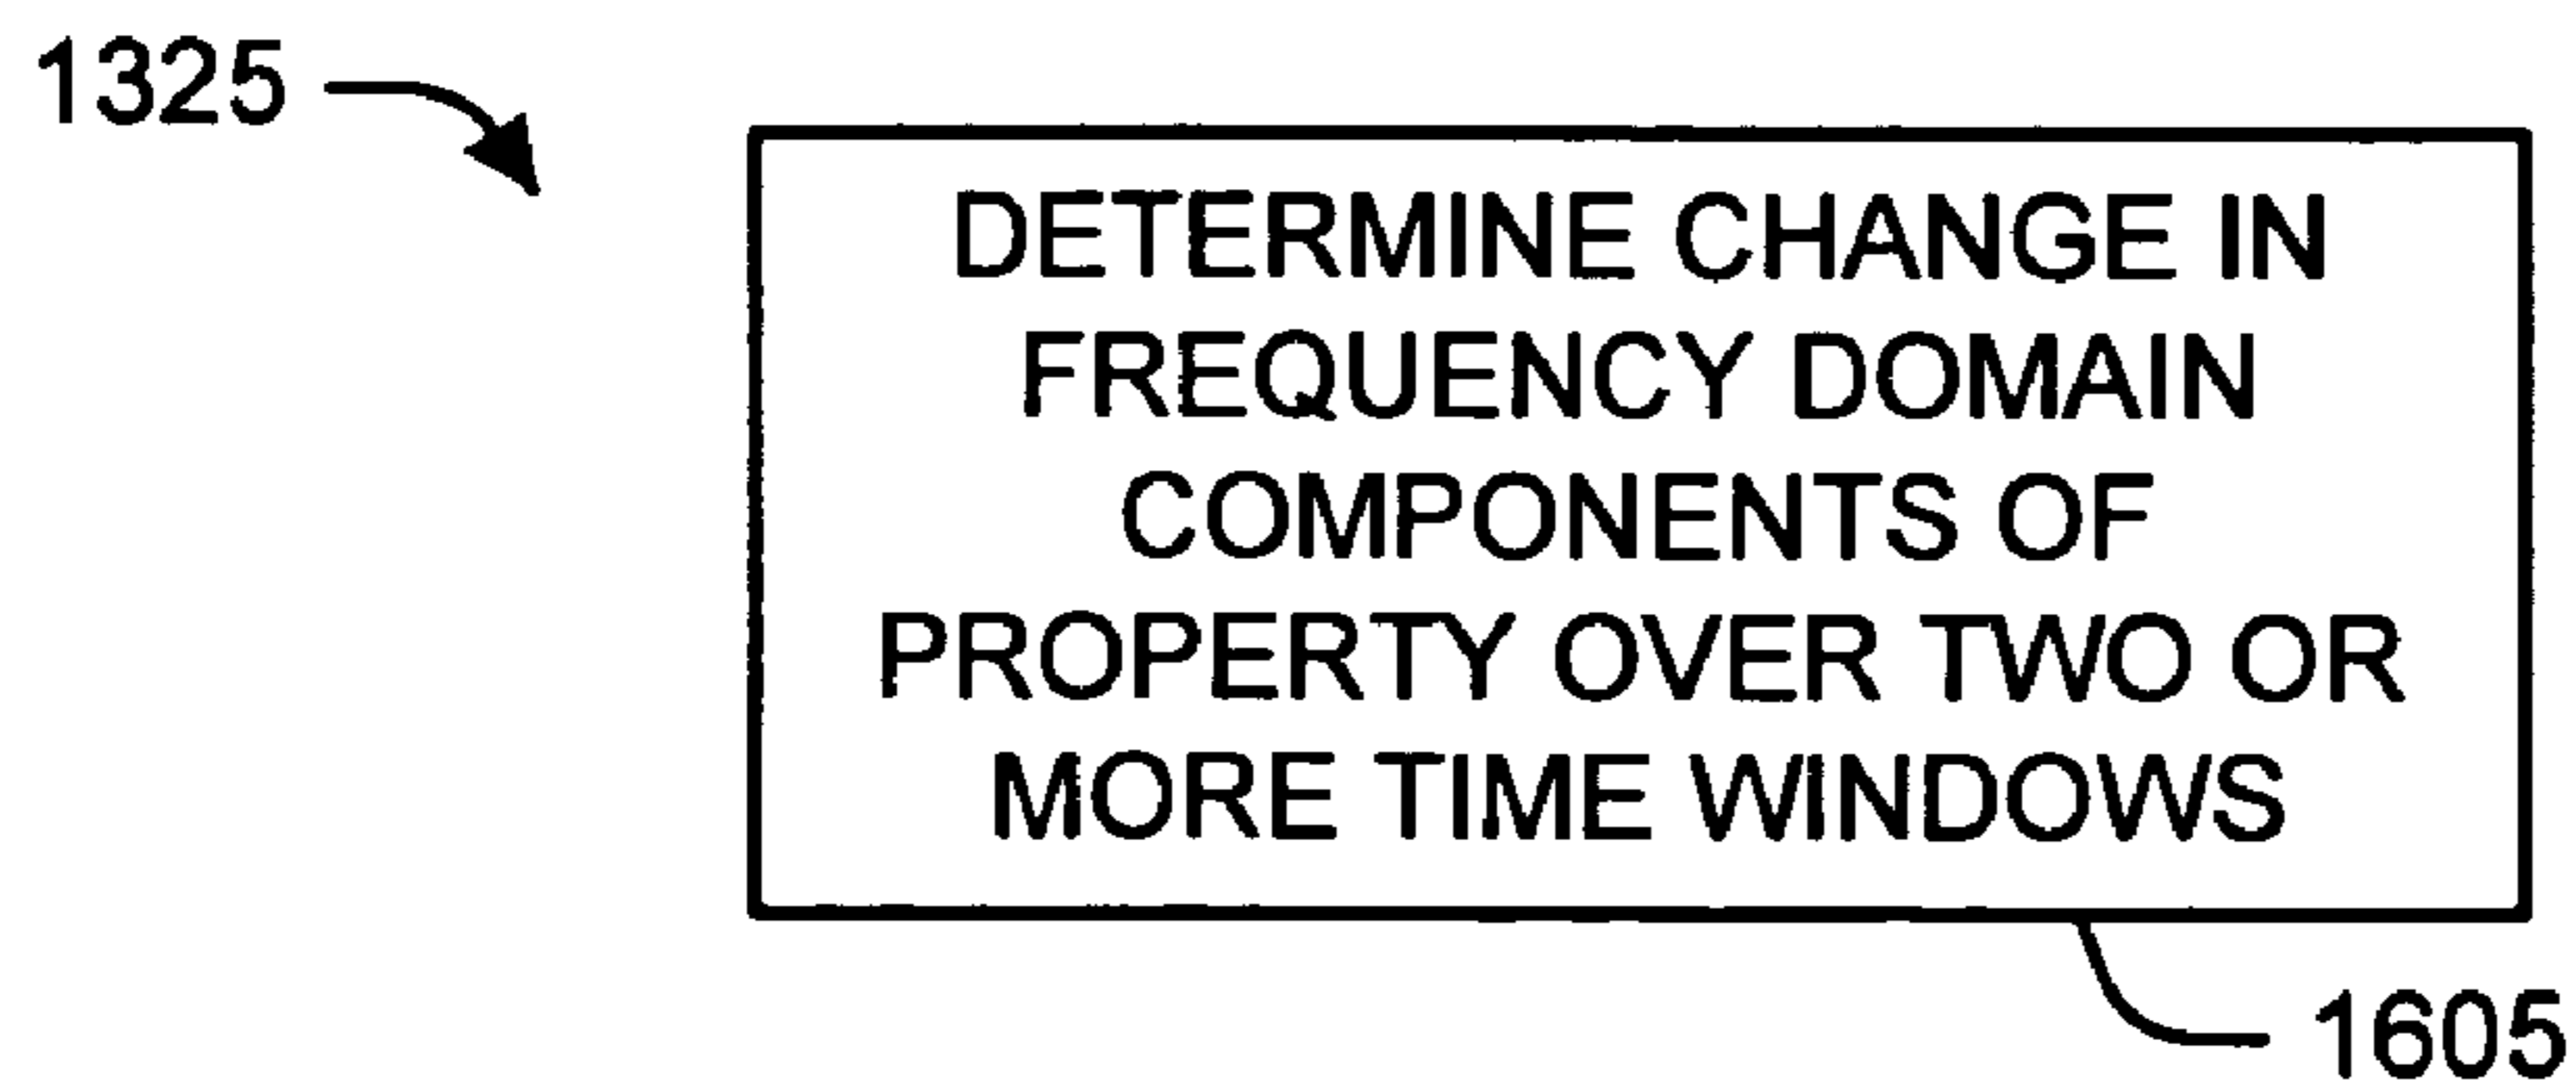 1325
DETERMINE CHANGE IN
FREQUENCY DOMAIN
COMPONENTS OF
PROPERTY OVER TWO OR
MORE TIME WINDOWS
1605